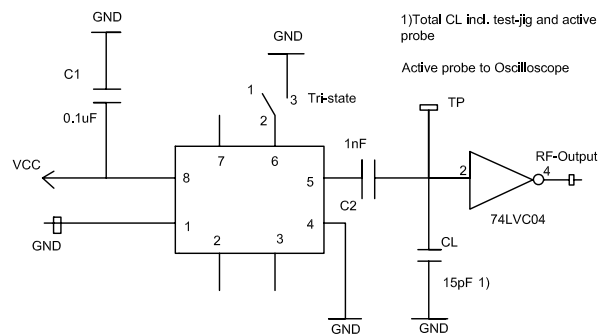 GND
1)Total CL incl. test-jig and active
probe
Active probe to Oscilloscope
C1
0.1uF
GND
1
3
Tri-state
2
TP
VCC
7
6
1nF
8
5
C2
2
4
RF-Output
74LVC04
1
4
GND
2
3
CL
15pF 1)
GND
GND